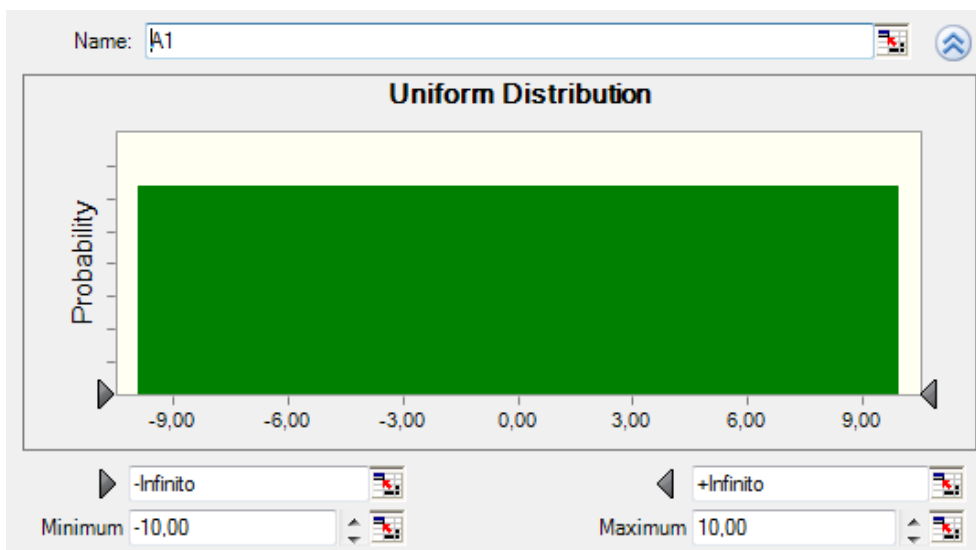 Name: A1
Uniform Distribution
Probability
-9,00 -6,00 -3,00 0,00 3,00 6,00 9,00
-Infinito +Infinito
Minimum -10,00 Maximum 10,00